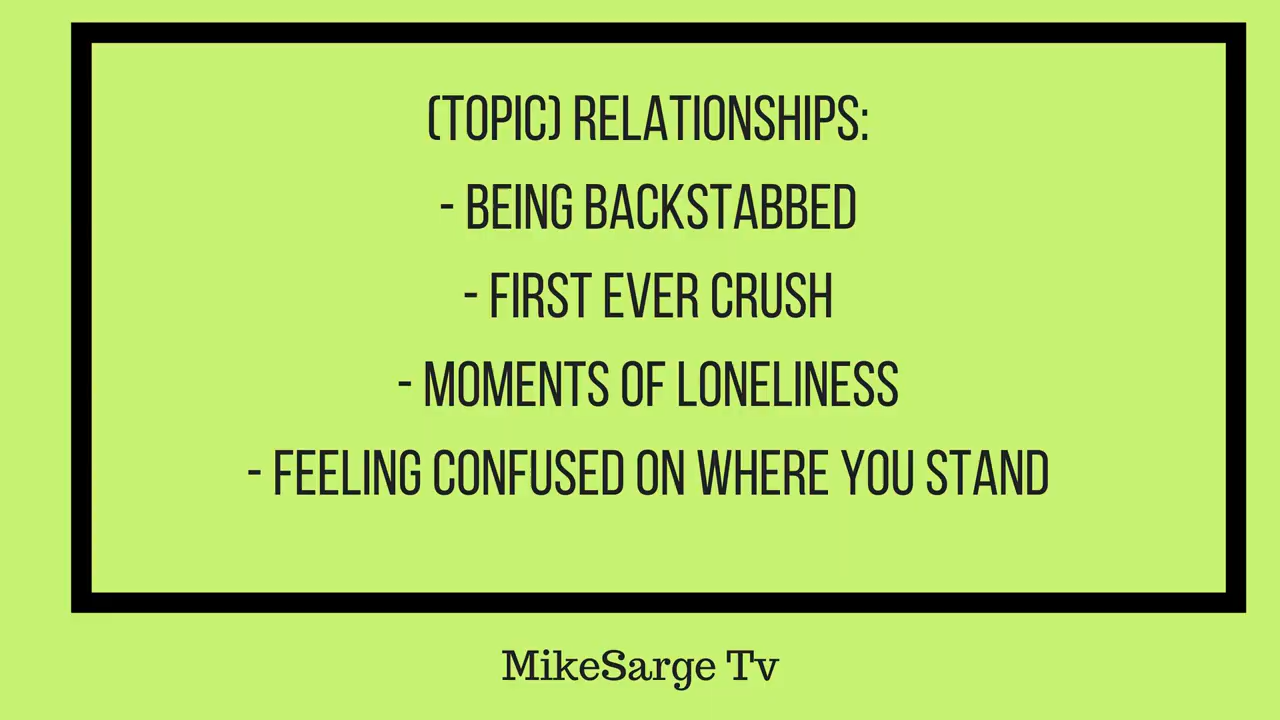 (TOPIC) RELATIONSHIPS:
- BEING BACKSTABBED
- FIRST EVER CRUSH
- MOMENTS OF LONELINESS
- FEELING CONFUSED ON WHERE YOU STAND
MikeSarge Tv